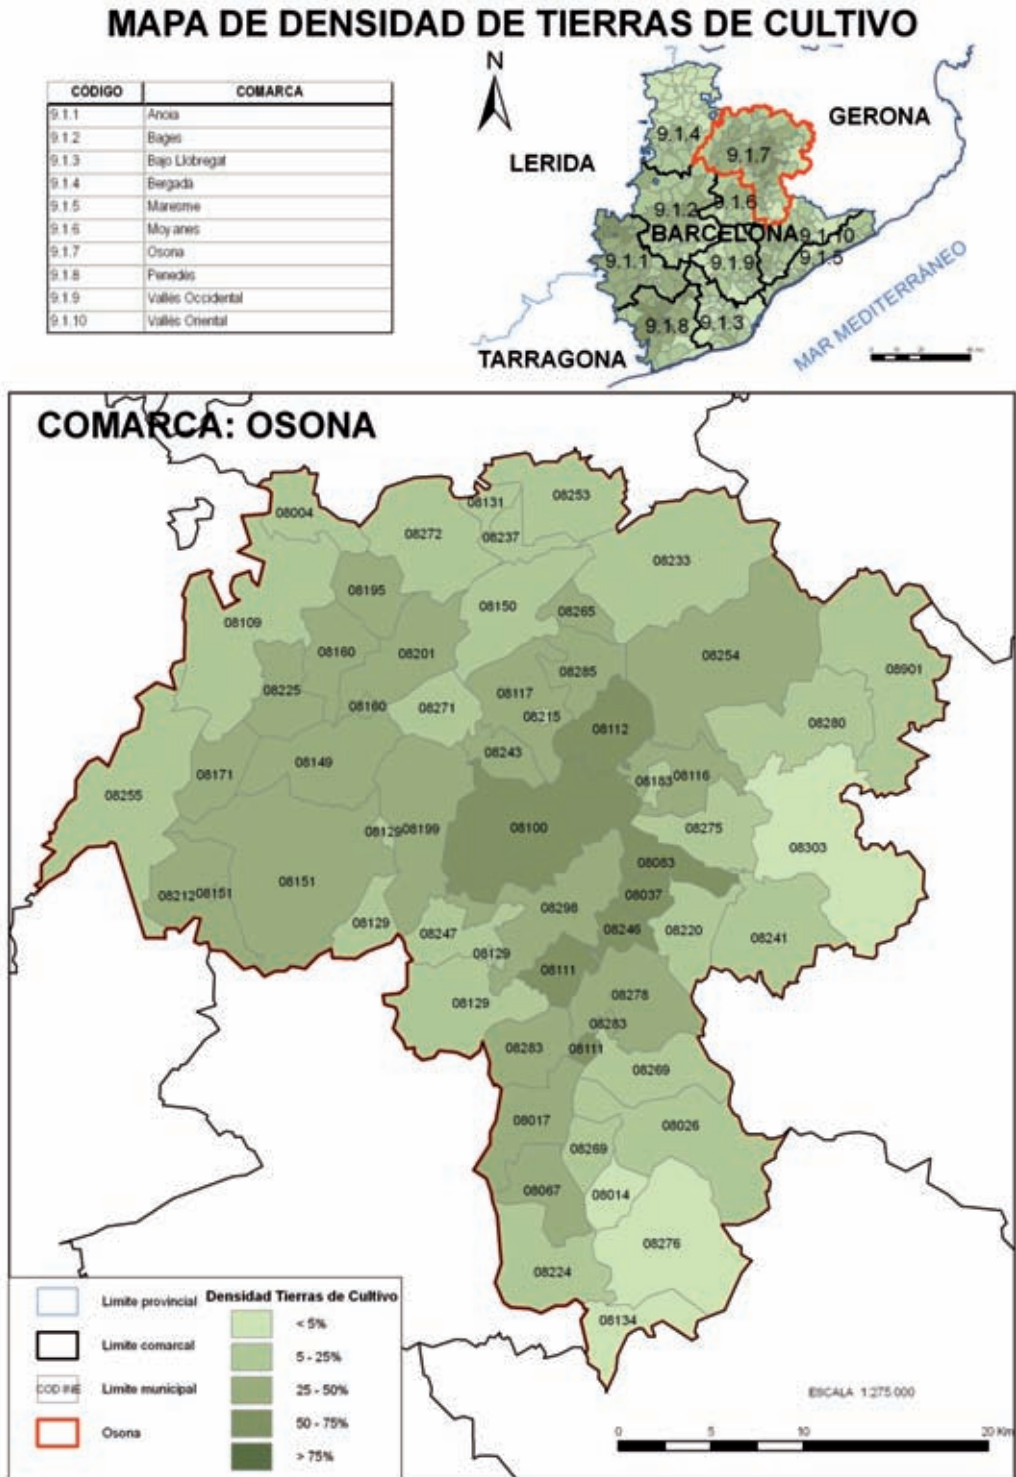 MAPA DE DENSIDAD DE TIERRAS DE CULTIVO
CÓDIGO COMARCA
9.1.1 Anoia
9.1.2 Bages
9.1.3 Bajo Llobregat
9.1.4 Bergadá
9.1.5 Maresme
9.1.6 Moyanes
9.1.7 Osona
9.1.8 Penedés
9.1.9 Vallés Occidental
9.1.10 Vallés Oriental
N
GERONA
LERIDA
9.1.4
9.1.7
9.1.2
9.1.6
BARCELONA
9.1.10
9.1.1
9.1.9
9.1.5
9.1.8
9.1.3
TARRAGONA
MAR MEDITERRÁNEO
COMARCA: OSONA
08004
08131
08253
08272
08237
08233
08195
08150
08265
08109
08160
08201
08254
08285
08901
08225
08160
08271
08117
08215
08112
08280
08243
08149
08171
08183
08116
08255
08129
08199
08100
08275
08303
08083
08151
08212
08151
08037
08298
08129
08247
08246
08220
08241
08129
08111
08129
08278
08283
08283
08111
08269
08017
08026
08269
08067
08014
08276
08224
08134
Limite provincial
Limite comarcal
COD INE Limite municipal
Osona
Densidad Tierras de Cultivo
< 5%
5 - 25%
25 - 50%
50 - 75%
> 75%
ESCALA 1:275.000
0 5 10 20 Km